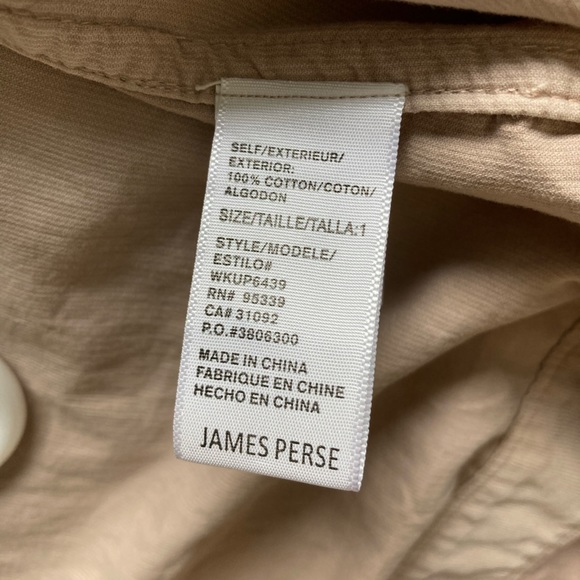 SELF/EXTERIEUR/
EXTERIOR:
100% COTTON/COTON/
ALGODON
SIZE/TAILLE/TALLA:1
STYLE/MODELE/
ESTILO#
WKUP6439
RN# 95339
CA# 31092
P.O.#3806300
MADE IN CHINA
FABRIQUE EN CHINE
HECHO EN CHINA
JAMES PERSE